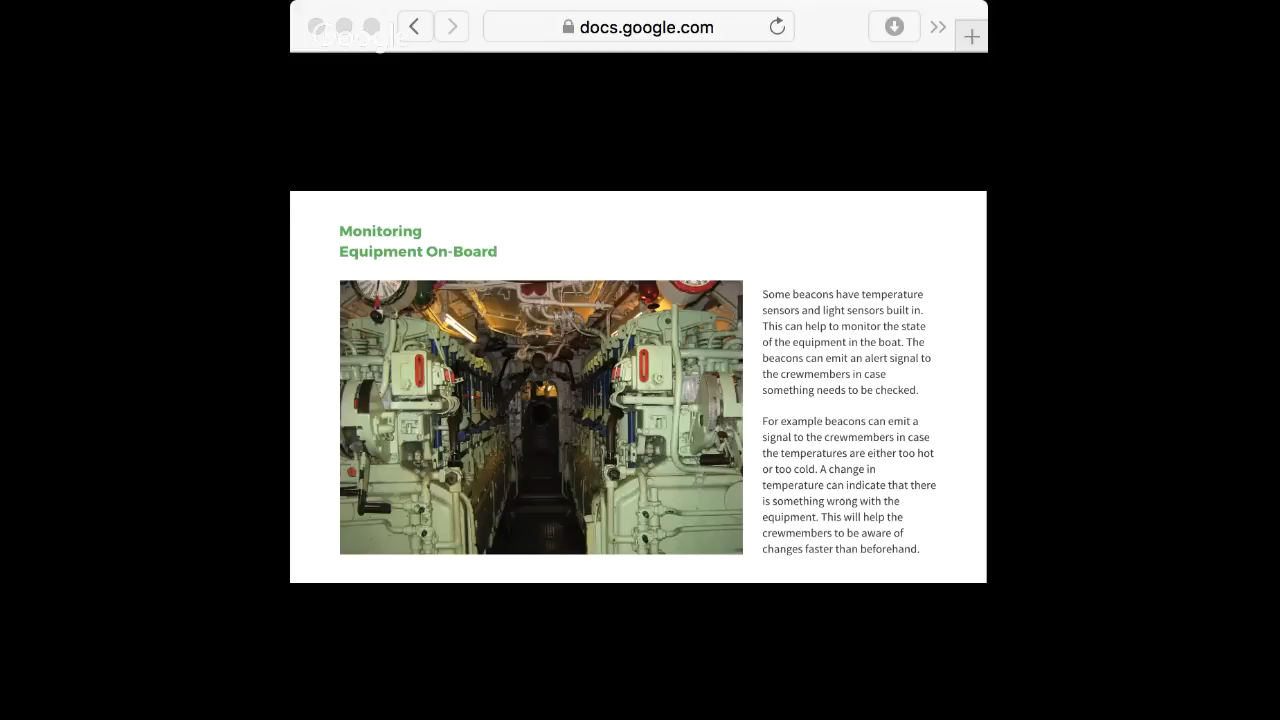 docs.google.com
Google
Monitoring
Equipment On-Board
Some beacons have temperature
sensors and light sensors built in.
This can help to monitor the state
of the equipment in the boat. The
beacons can emit an alert signal to
the crewmembers in case
something needs to be checked.
For example beacons can emit a
signal to the crewmembers in case
the temperatures are either too hot
or too cold. A change in
temperature can indicate that there
is something wrong with the
equipment. This will help the
crewmembers to be aware of
changes faster than beforehand.